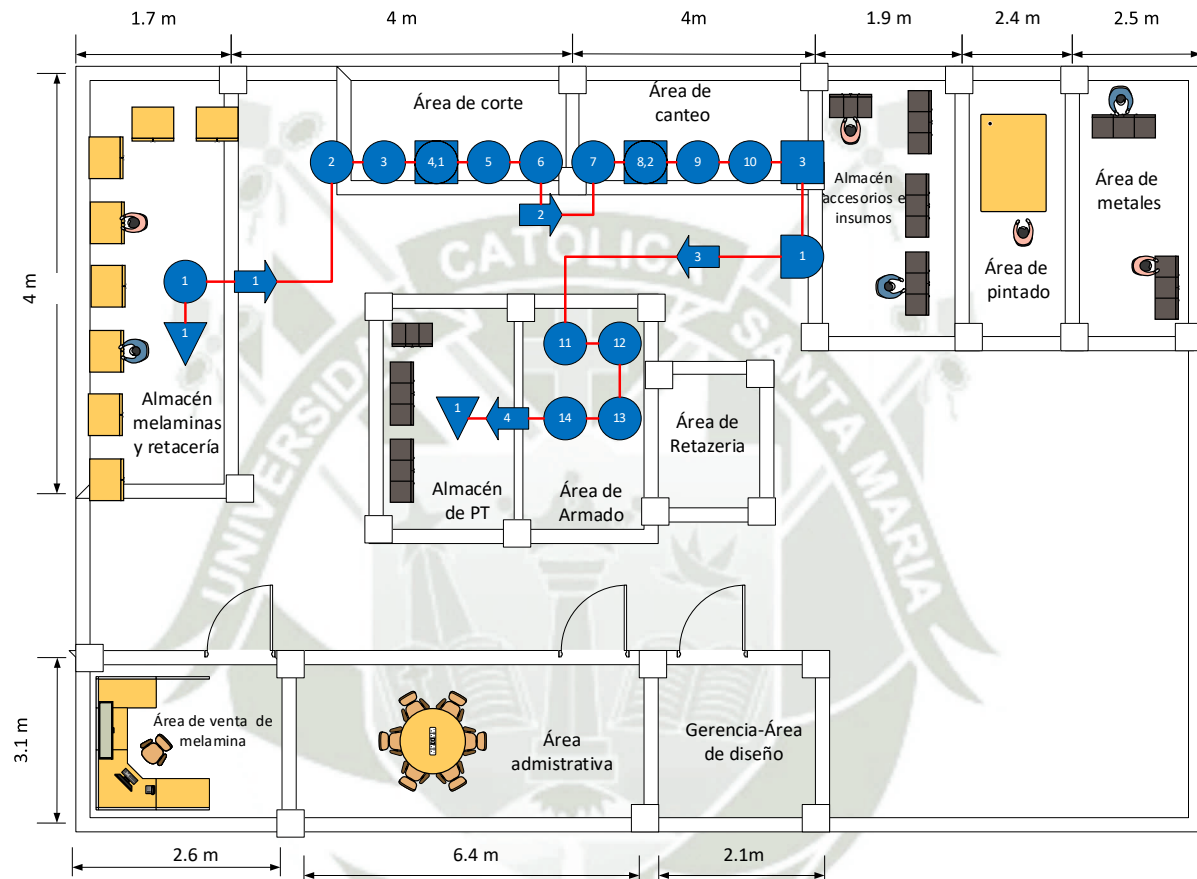 1.7 m
4 m
4m
1.9 m
2.4 m
2.5 m
Área de corte
Área de
canteo
2
3
4,1
5
6
7
8,2
9
10
3
Almacén
accesorios e
insumos
Área de
metales
2
CATOLICA
3
1
Área de
pintado
4 m
1
1
1
11
12
UNIVERSIDAD
SANTA MARIA
Almacén
melaminas
y retacería
1
4
14
13
Área de
Retazeria
Almacén
de PT
Área de
Armado
3.1 m
Área de venta de
melamina
Área
admistrativa
Gerencia-Área
de diseño
2.6 m
6.4 m
2.1m